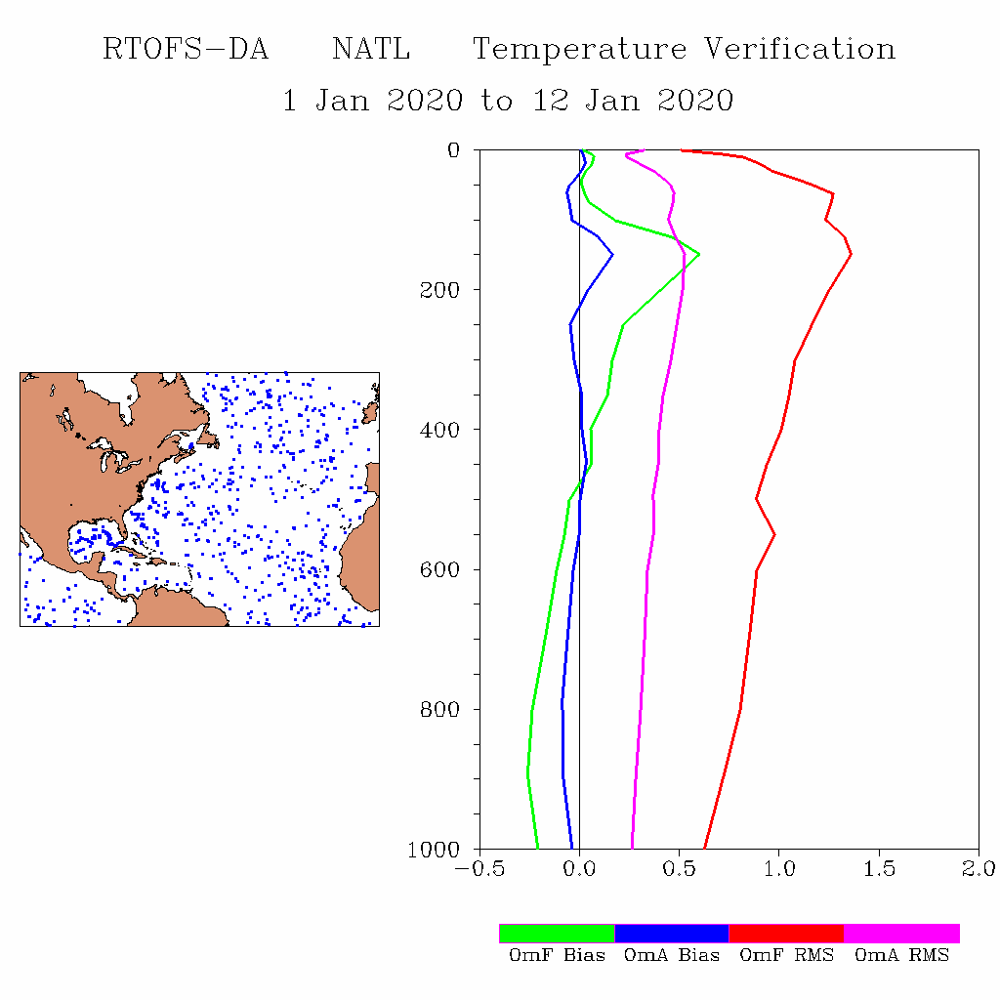 RTOFS-DA NATL Temperature Verification
1 Jan 2020 to 12 Jan 2020
0
200
400
600
800
1000
-0.5 0.0 0.5 1.0 1.5 2.0
OmF Bias OmA Bias OmF RMS OmA RMS